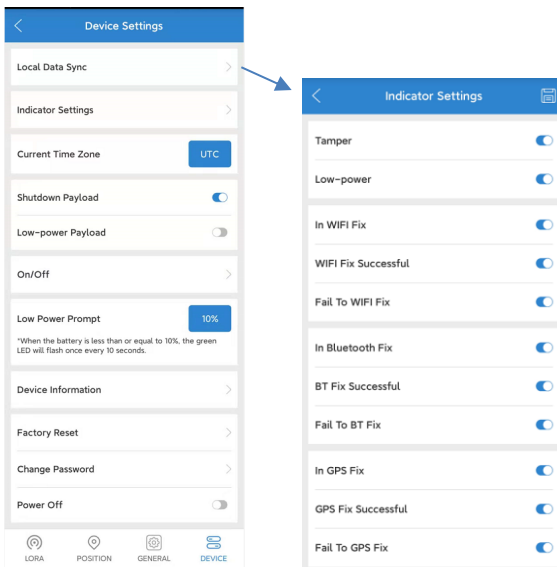 Device Settings
Local Data Sync
Indicator Settings
Current Time Zone
UTC
Shutdown Payload
Low-power Payload
On/Off
Low Power Prompt
10%
*When the battery is less than or equal to 10%, the green
LED will flash once every 10 seconds.
Device Information
Factory Reset
Change Password
Power Off
LORA
POSITION
GENERAL
DEVICE
Indicator Settings
Tamper
Low-power
In WIFI Fix
WIFI Fix Successful
Fail To WIFI Fix
In Bluetooth Fix
BT Fix Successful
Fail To BT Fix
In GPS Fix
GPS Fix Successful
Fail To GPS Fix